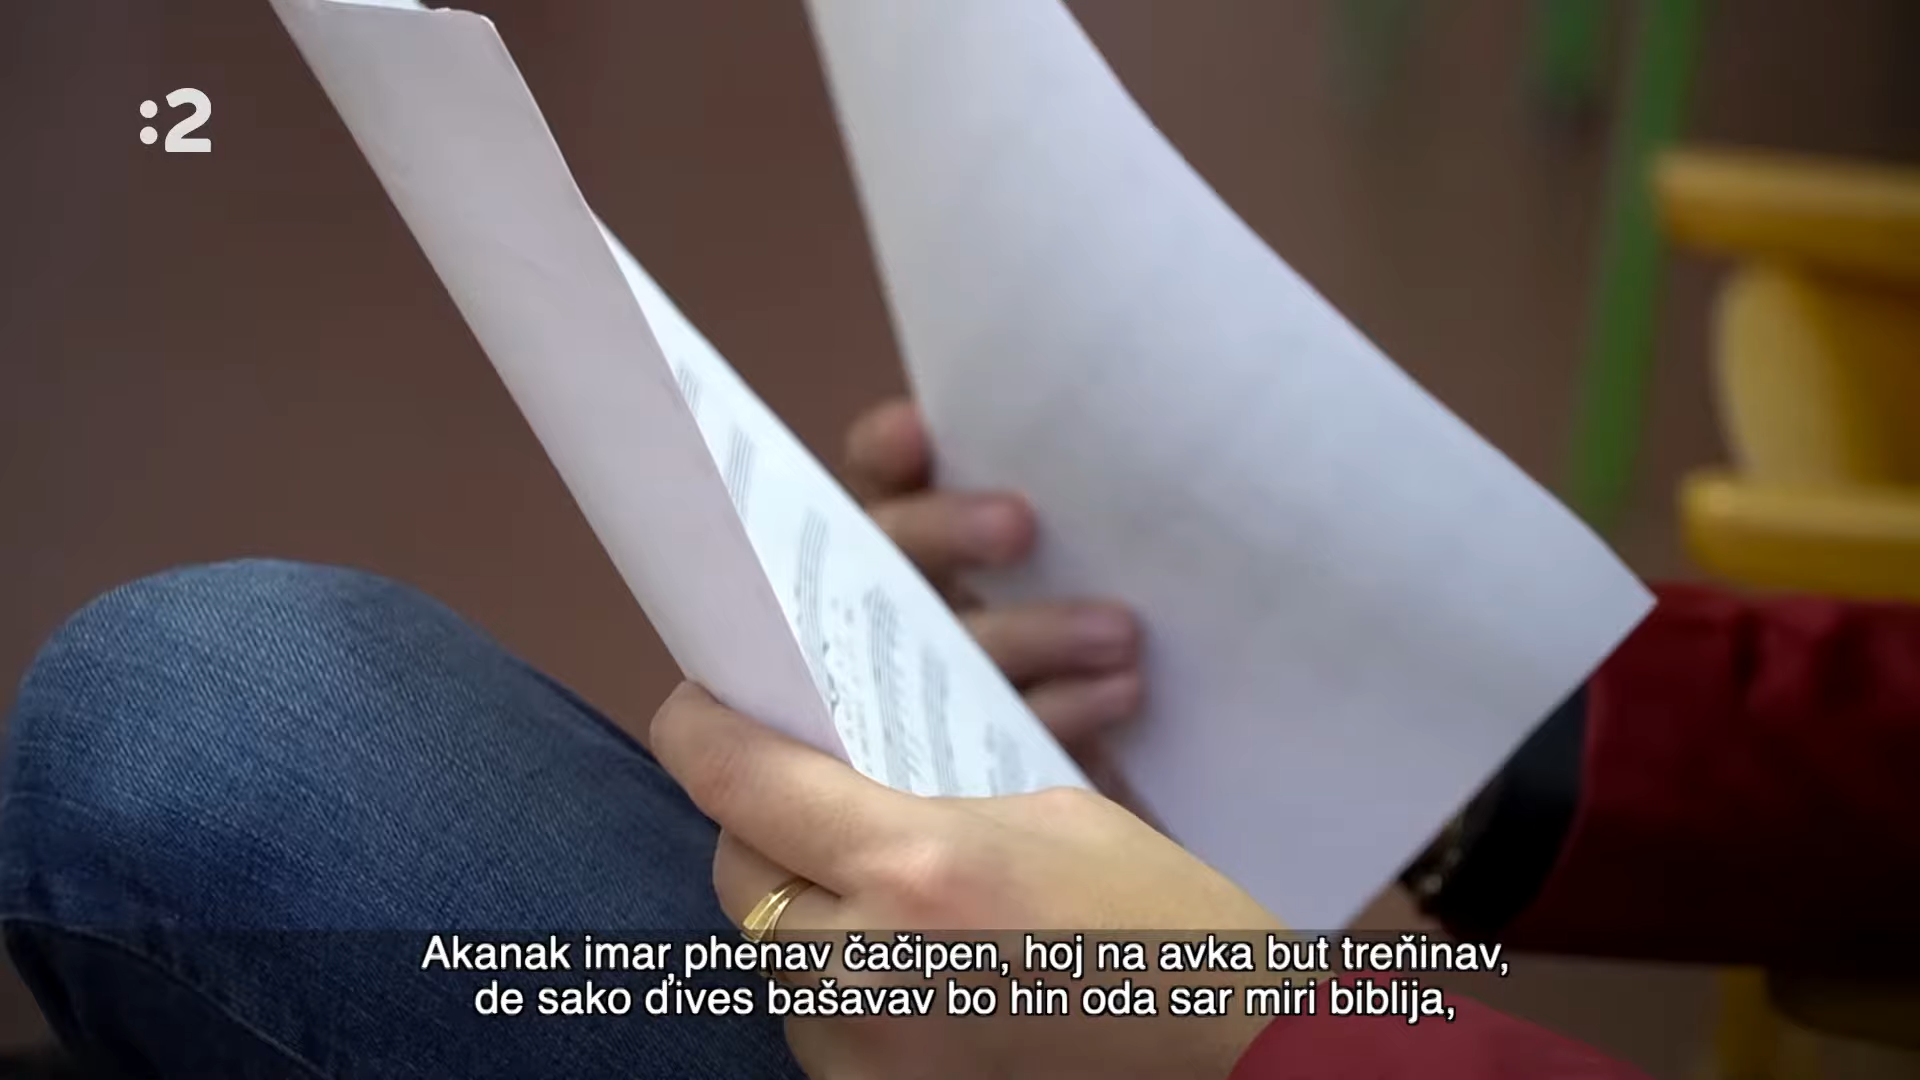 :2
Akanak imar phenav čačipen, hoj na avka but treňinav,
de sako ďives bašavav bo hin oda sar miri biblija,